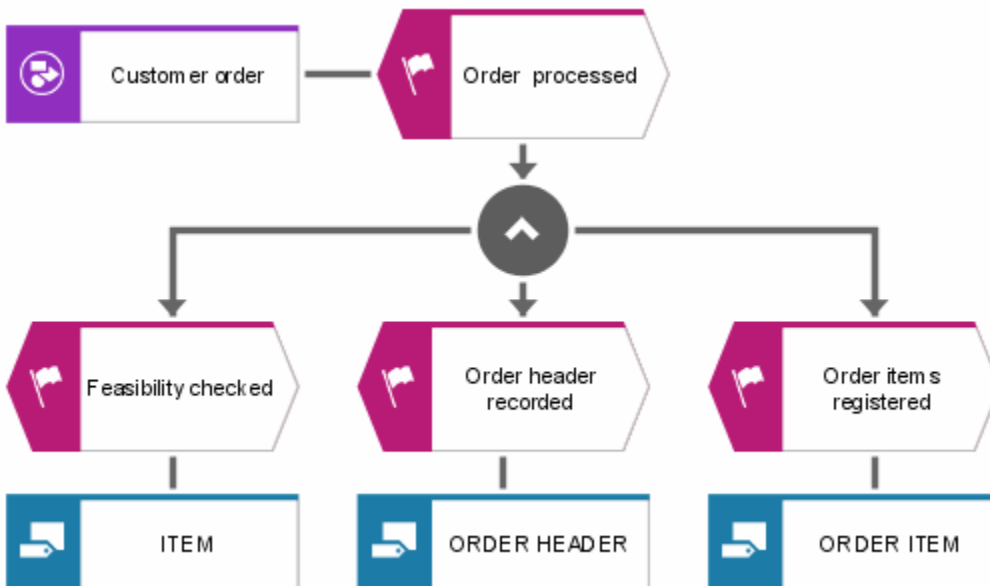 Customer order
Order processed
Feasibility checked
Order header
recorded
Order items
registered
ITEM
ORDER HEADER
ORDER ITEM